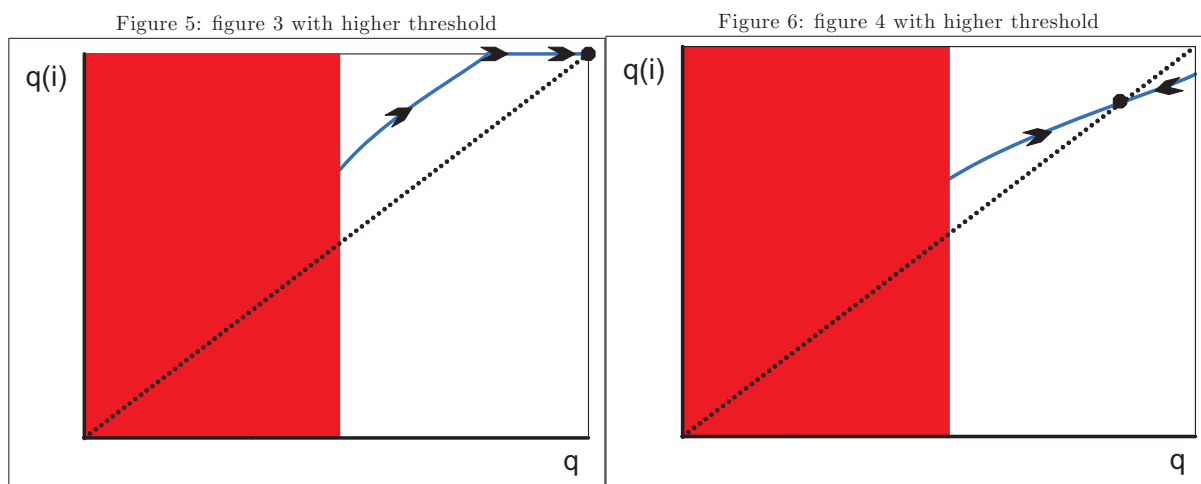 Figure 5: figure 3 with higher threshold
q(i)
q
Figure 6: figure 4 with higher threshold
q(i)
q